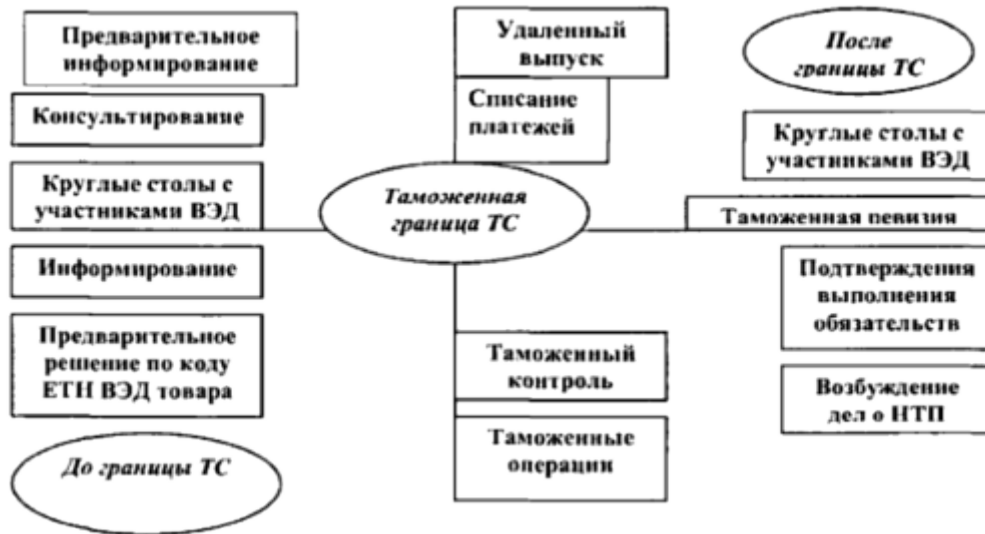 Предварительное
информирование
Консультирование
Круглые столы с
участниками ВЭД
Информирование
Предварительное
решение по коду
ЕТН ВЭД товара
До границы ТС
Удаленный
выпуск
Списание
платежей
Таможенная
граница ТС
Таможенный
контроль
Таможенные
операции
После
границы ТС
Круглые столы с
участниками ВЭД
Таможенная ревизия
Подтверждения
выполнения
обязательств
Возбуждение
дел о НТП